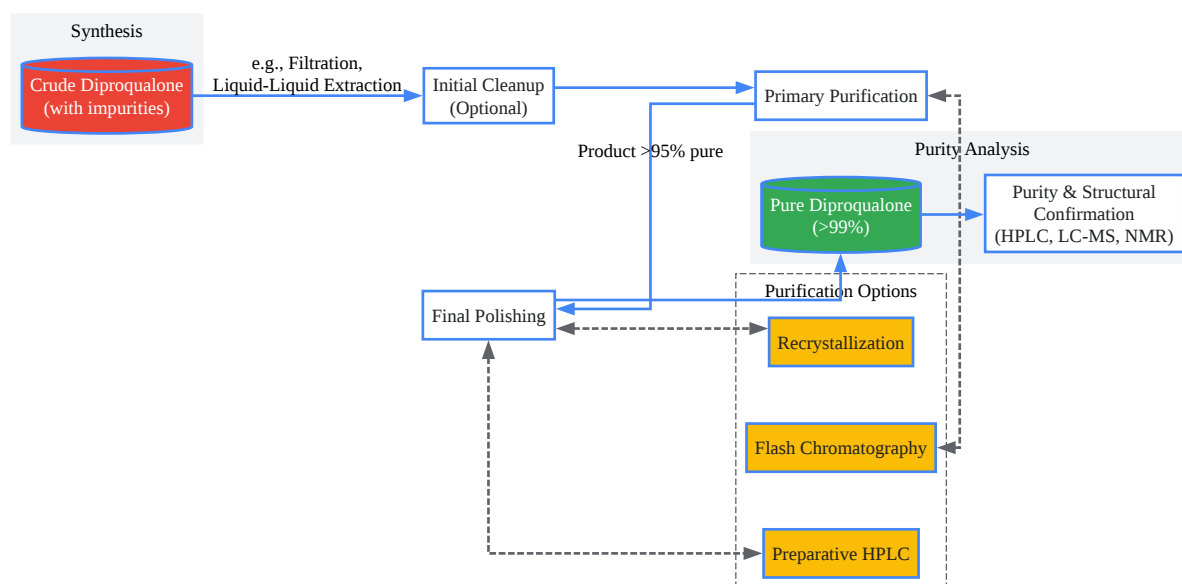 Synthesis
Crude Diproqualone
(with impurities)
e.g., Filtration,
Liquid-Liquid Extraction
Initial Cleanup
(Optional)
Primary Purification
Product >95% pure
Purity Analysis
Pure Diproqualone
(>99%)
Purity & Structural
Confirmation
(HPLC, LC-MS, NMR)
Purification Options
Final Polishing
Recrystallization
Flash Chromatography
Preparative HPLC